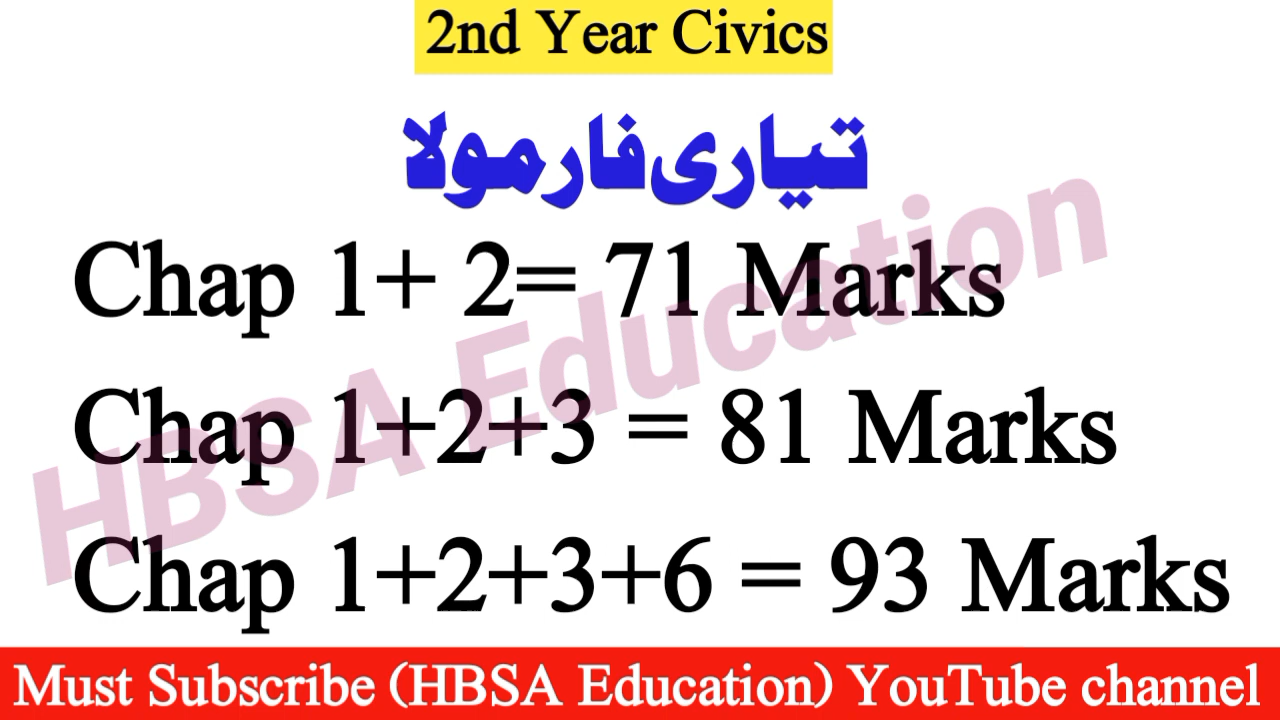 2nd Year Civics
تیاری فارمولا
Chap 1+ 2= 71 Marks
Chap 1+2+3 = 81 Marks
Chap 1+2+3+6 = 93 Marks
HBSA Education
Must Subscribe (HBSA Education) YouTube channel